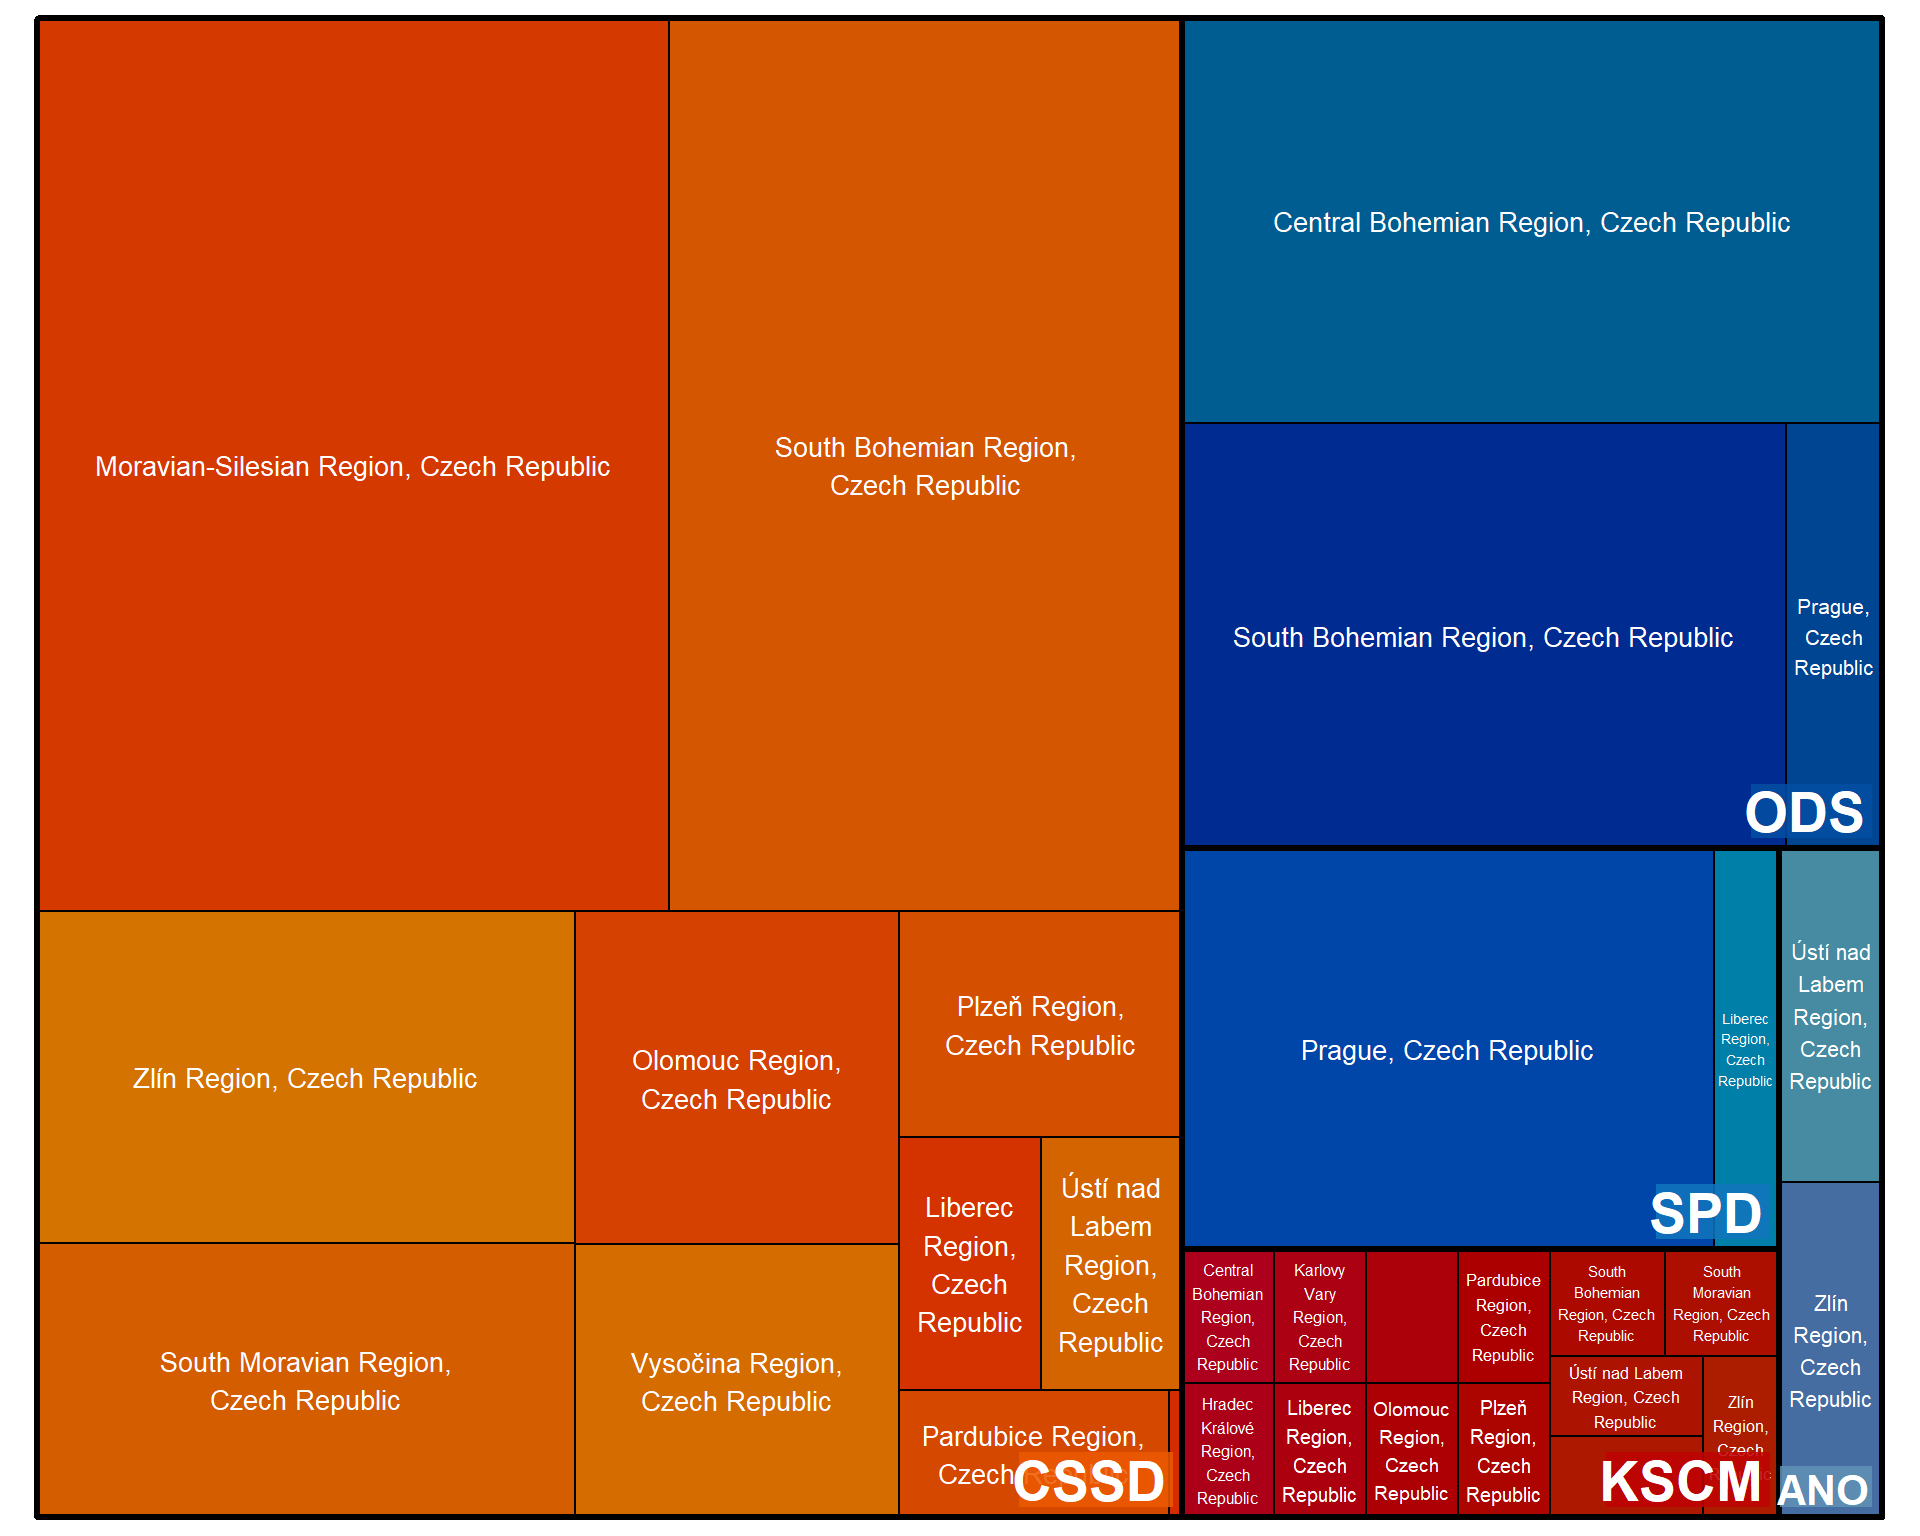 Moravian-Silesian Region, Czech Republic
South Bohemian Region,
Czech Republic
Zlín Region, Czech Republic
South Moravian Region,
Czech Republic
Olomouc Region,
Czech Republic
Vysočina Region,
Czech Republic
Plzeň Region,
Czech Republic
Liberec
Region,
Czech
Republic
Ústí nad
Labem
Region,
Czech
Republic
Pardubice Region,
Czech Republic
CSSD
Central Bohemian Region, Czech Republic
South Bohemian Region, Czech Republic
Prague,
Czech
Republic
ODS
Prague, Czech Republic
Liberec
Region,
Czech
Republic
SPD
Ústí nad
Labem
Region,
Czech
Republic
Zlín
Region,
Czech
Republic
ANO
Central
Bohemian
Region,
Czech
Republic
Karlovy
Vary
Region,
Czech
Republic
Pardubice
Region,
Czech
Republic
South
Bohemian
Region, Czech
Republic
South
Moravian
Region, Czech
Republic
Hradec
Králové
Region,
Czech
Republic
Liberec
Region,
Czech
Republic
Olomouc
Region,
Czech
Republic
Plzeň
Region,
Czech
Republic
Ústí nad Labem
Region, Czech
Republic
Zlín
Region,
Czech
KSCM